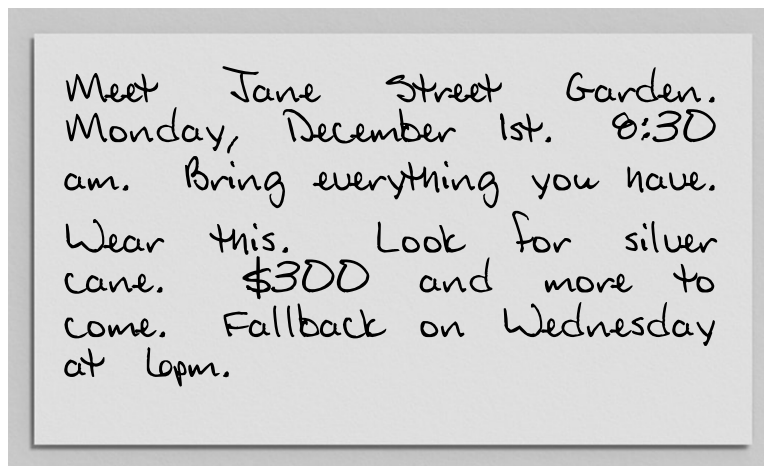 Meet Jane Street Garden.
Monday, December 1st. 8:30
am. Bring everything you have.
Wear this. Look for silver
cane. $300 and more to
come. Fallback on Wednesday
at 6pm.